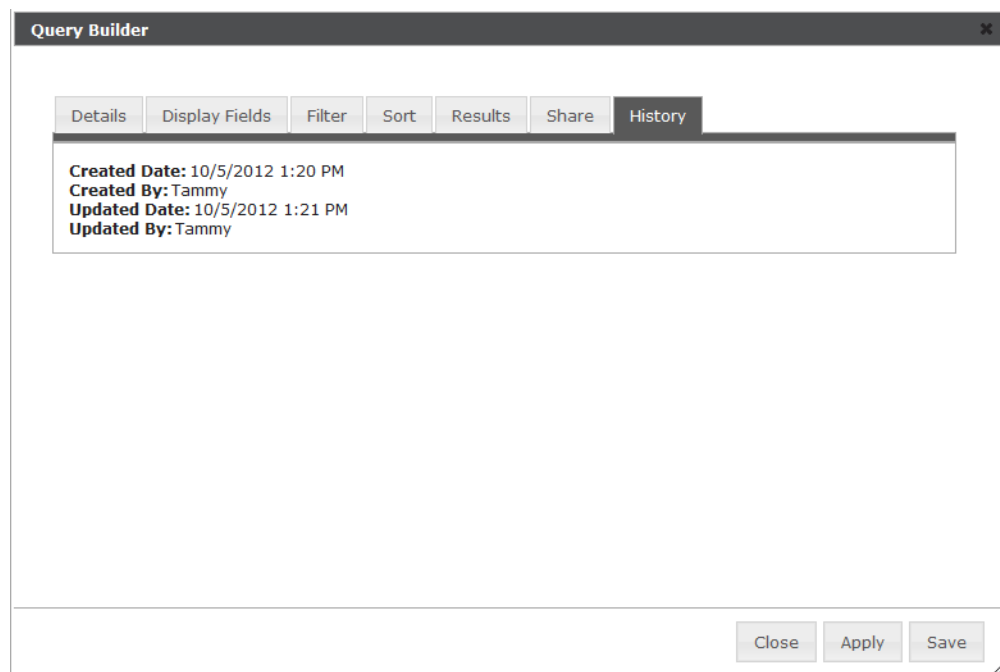 Query Builder
Details Display Fields Filter Sort Results Share History
Created Date: 10/5/2012 1:20 PM
Created By: Tammy
Updated Date: 10/5/2012 1:21 PM
Updated By: Tammy
Close Apply Save